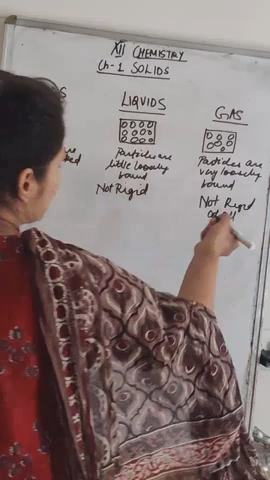 XII CHEMISTRY
Ch-1 SOLIDS
LIQUIDS
Particles are
little loosely
bound
Not Rigid
GAS
Particles are
very loosely
bound
Not Rigid